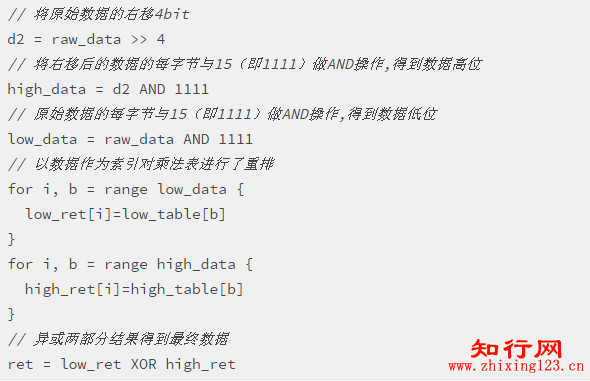 // 将原始数据的右移4bit
d2 = raw_data >> 4
// 将右移后的数据的每字节与15（即1111）做AND操作,得到数据高位
high_data = d2 AND 1111
// 原始数据的每字节与15（即1111）做AND操作,得到数据低位
low_data = raw_data AND 1111
// 以数据作为索引对乘法表进行了重排
for i, b = range low_data {
  low_ret[i]=low_table[b]
}
for i, b = range high_data {
  high_ret[i]=high_table[b]
}
// 异或两部分结果得到最终数据
ret = low_ret XOR high_ret
知行网
www.zhixing123.cn